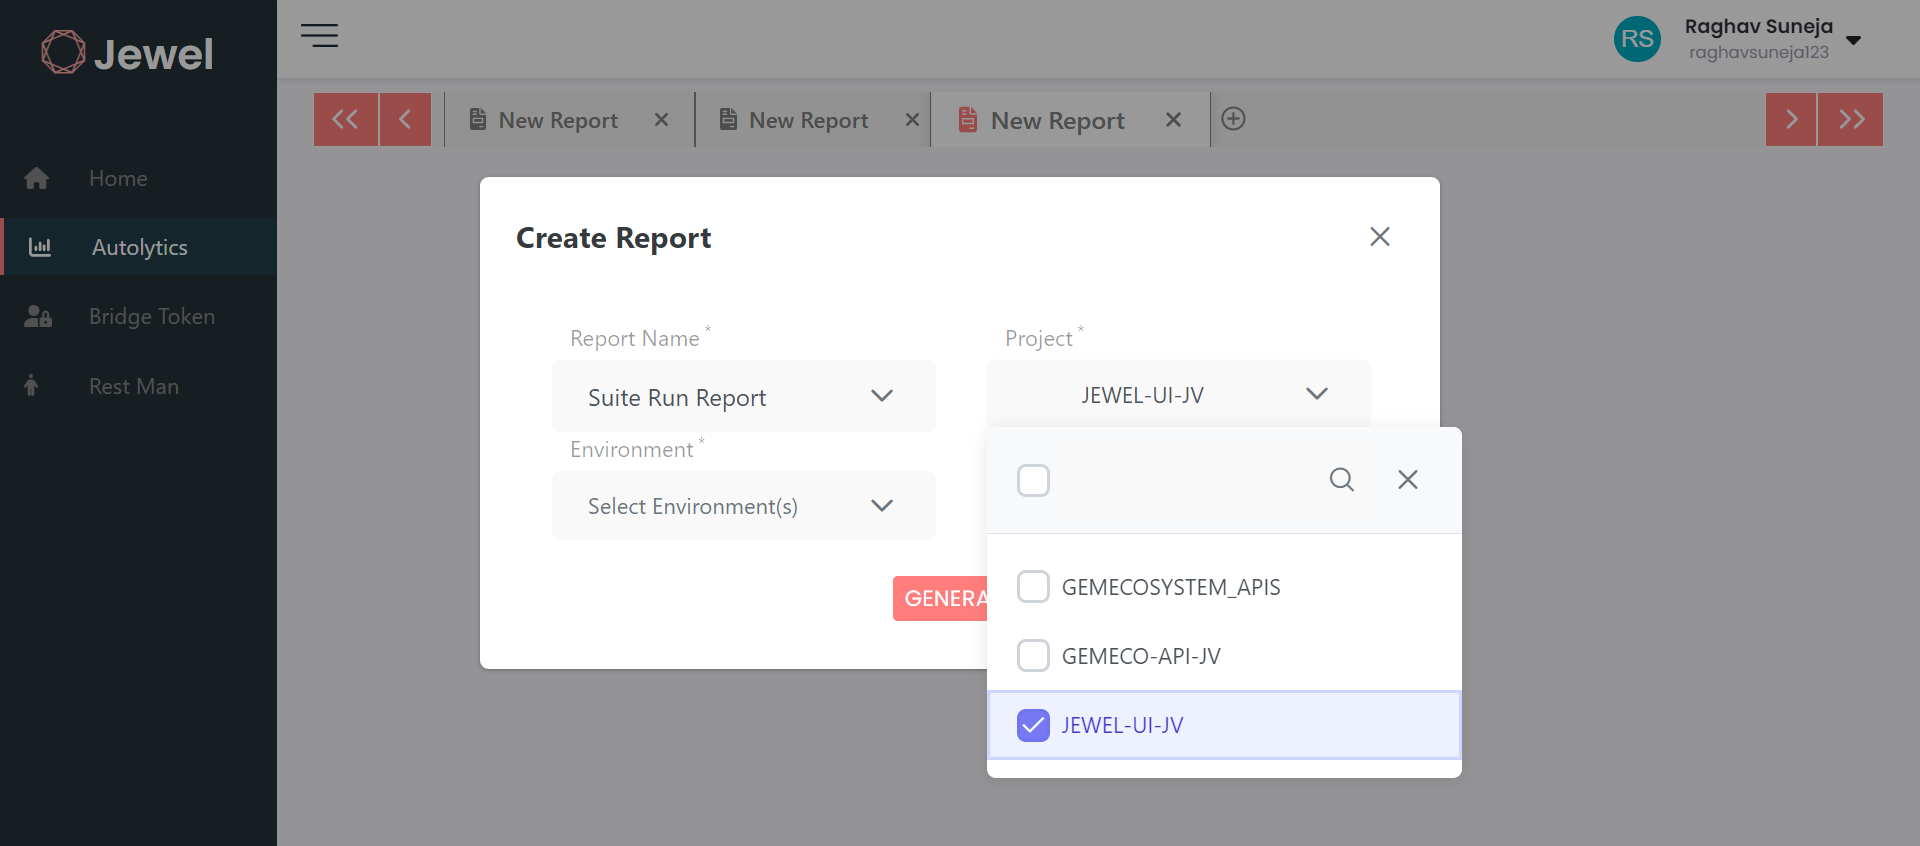 Jewel
RS
Raghav Suneja
raghavsuneja123
New Report
New Report
New Report
Home
Autolytics
Bridge Token
Rest Man
Create Report
Report Name *
Project *
Suite Run Report
JEWEL-UI-JV
Environment *
Select Environment(s)
GENERA
GEMECOSYSTEM_APIS
GEMECO-API-JV
JEWEL-UI-JV